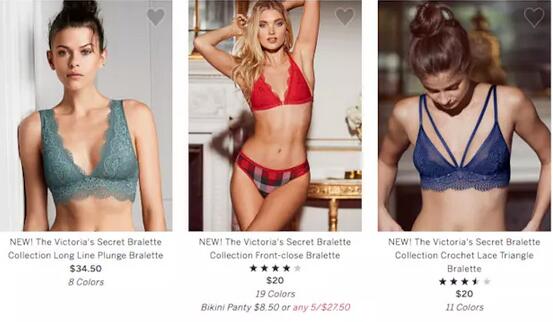 NEW! The Victoria's Secret Bralette
Collection Long Line Plunge Bralette
$34.50
8 Colors
NEW! The Victoria's Secret Bralette
Collection Front-close Bralette
$20
19 Colors
Bikini Panty $8.50 or any 5/$27.50
NEW! The Victoria's Secret Bralette
Collection Crochet Lace Triangle
Bralette
$20
11 Colors